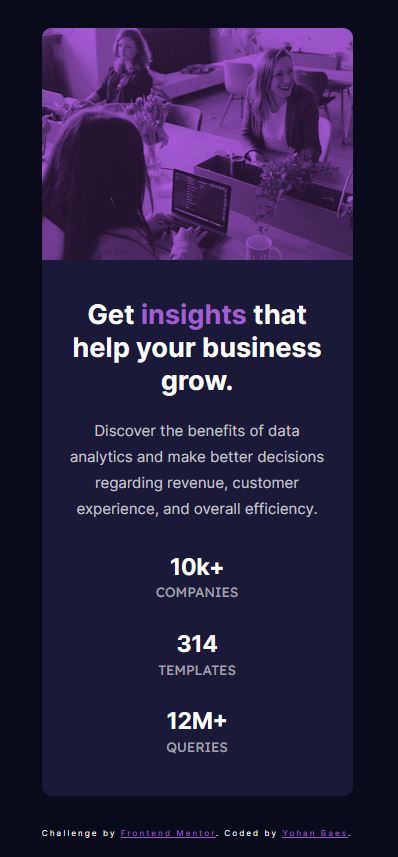 Get insights that
help your business
grow.
Discover the benefits of data
analytics and make better decisions
regarding revenue, customer
experience, and overall efficiency.
10k+
COMPANIES
314
TEMPLATES
12M+
QUERIES
Challenge by Frontend Mentor. Coded by Yohan Baes.